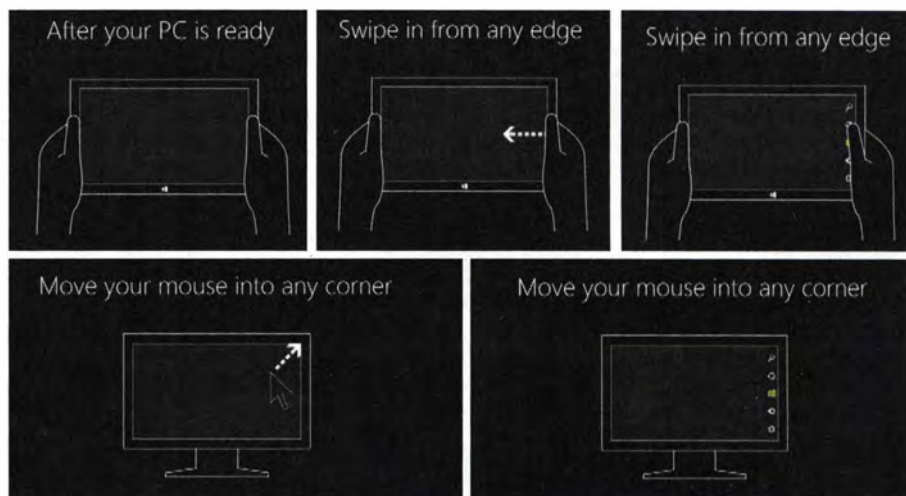 After your PC is ready
Swipe in from any edge
Swipe in from any edge
Move your mouse into any corner
Move your mouse into any corner